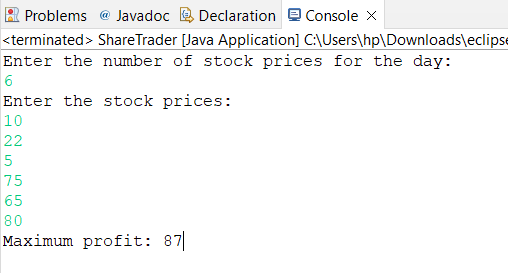 Problems @ Javadoc Declaration Console
<terminated> ShareTrader [Java Application] C:\Users\hp\Downloads\eclipse
Enter the number of stock prices for the day:
6
Enter the stock prices:
10
22
5
75
65
80
Maximum profit: 87